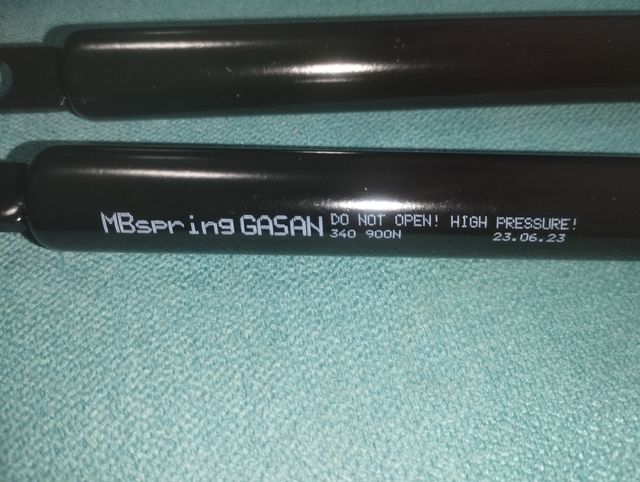 MBspring GASAN DO NOT OPEN! HIGH PRESSURE!
340 900N 23.06.23